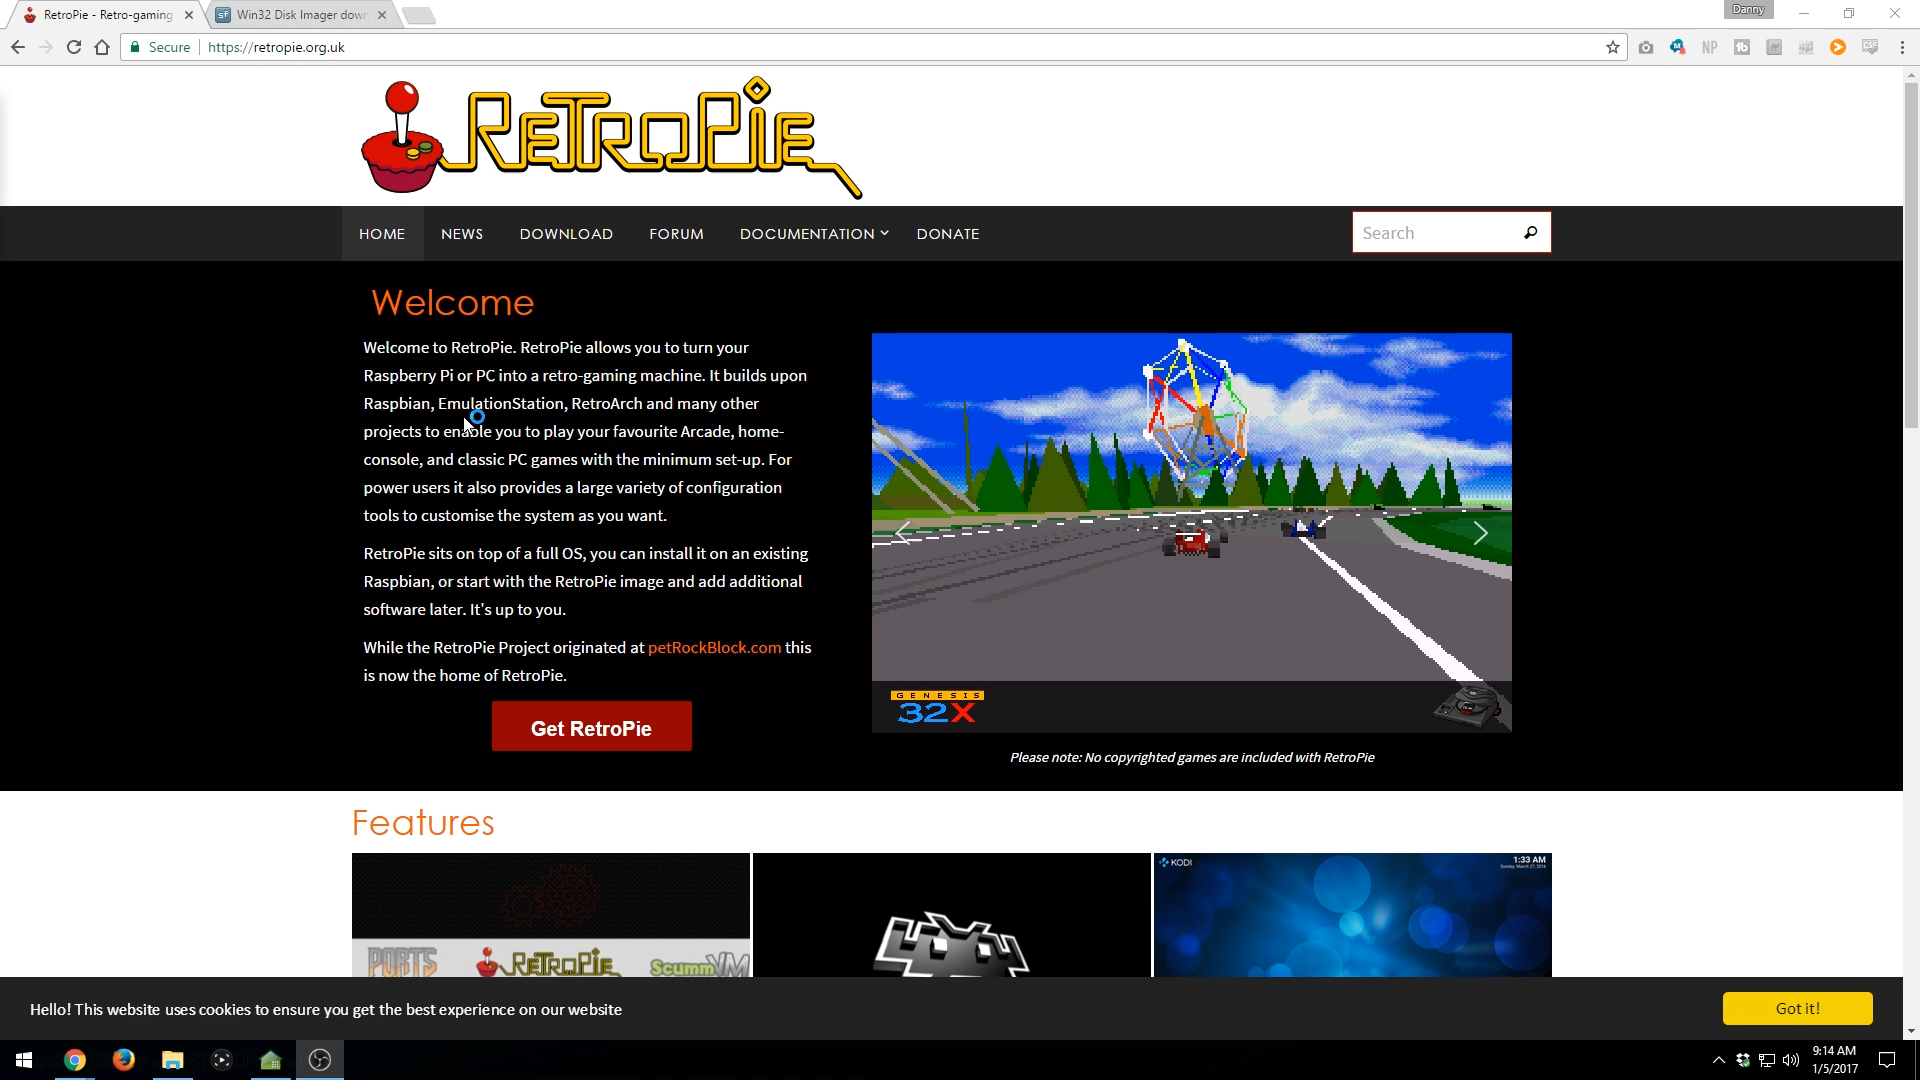 RetroPie - Retro-gaming
Win32 Disk Imager down
Danny
Secure
https://retropie.org.uk
NP
RETROPIE
HOME
NEWS
DOWNLOAD
FORUM
DOCUMENTATION
DONATE
Search
Welcome
Welcome to RetroPie. RetroPie allows you to turn your
Raspberry Pi or PC into a retro-gaming machine. It builds upon
Raspbian, EmulationStation, RetroArch and many other
projects to enable you to play your favourite Arcade, home-
console, and classic PC games with the minimum set-up. For
power users it also provides a large variety of configuration
tools to customise the system as you want.
RetroPie sits on top of a full OS, you can install it on an existing
Raspbian, or start with the RetroPie image and add additional
software later. It's up to you.
While the RetroPie Project originated at petRockBlock.com this
is now the home of RetroPie.
Get RetroPie
GENESIS
32X
Please note: No copyrighted games are included with RetroPie
Features
PORTS
RETROPIE
ScummVM
KODI
1:33 AM
Hello! This website uses cookies to ensure you get the best experience on our website
Got it!
9:14 AM
1/5/2017